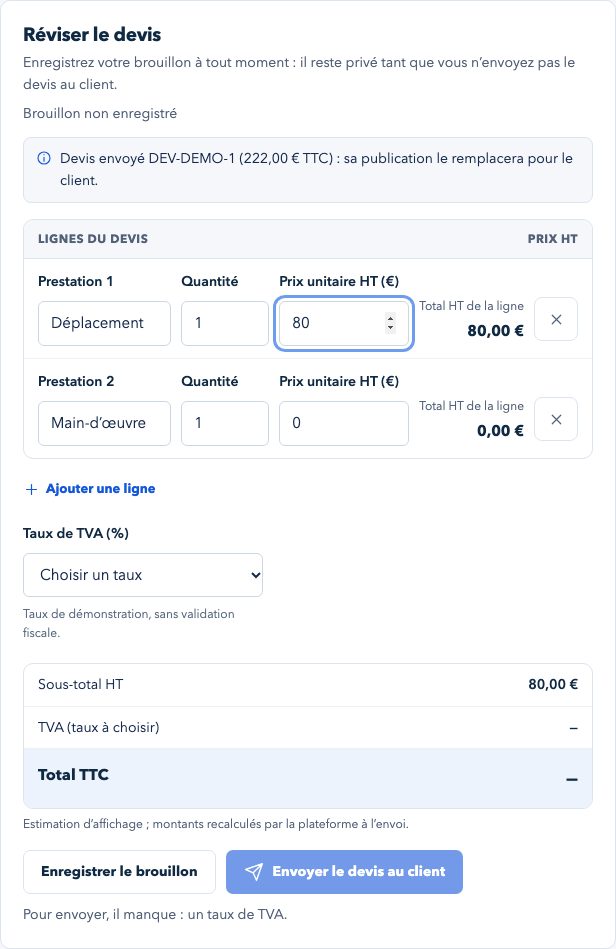 Réviser le devis
Enregistrez votre brouillon à tout moment : il reste privé tant que vous n’envoyez pas le
devis au client.
Brouillon non enregistré
Devis envoyé DEV-DEMO-1 (222,00 € TTC) : sa publication le remplacera pour le
client.
LIGNES DU DEVIS PRIX HT
Prestation 1 Quantité Prix unitaire HT (€)
Total HT de la ligne
Déplacement 1 80 80,00 €
Prestation 2 Quantité Prix unitaire HT (€)
Total HT de la ligne
Main-d’œuvre 1 0 0,00 €
+ Ajouter une ligne
Taux de TVA (%)
Choisir un taux
Taux de démonstration, sans validation
fiscale.
Sous-total HT 80,00 €
TVA (taux à choisir) –
Total TTC –
Estimation d’affichage ; montants recalculés par la plateforme à l’envoi.
Enregistrer le brouillon Envoyer le devis au client
Pour envoyer, il manque : un taux de TVA.